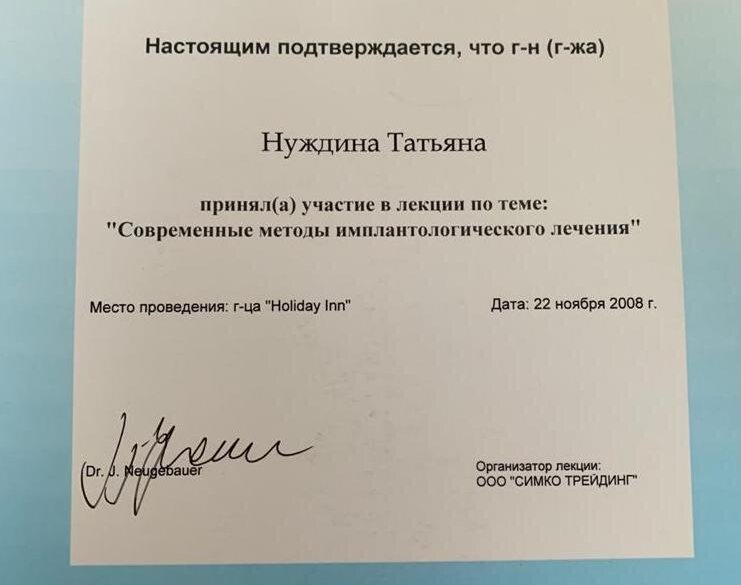 Настоящим подтверждается, что г-н (г-жа)
Нуждина Татьяна
принял(а) участие в лекции по теме:
"Современные методы имплантологического лечения"
Место проведения: г-ца "Holiday Inn" Дата: 22 ноября 2008 г.
Dr. J. Neugebauer
Организатор лекции:
ООО "СИМКО ТРЕЙДИНГ"